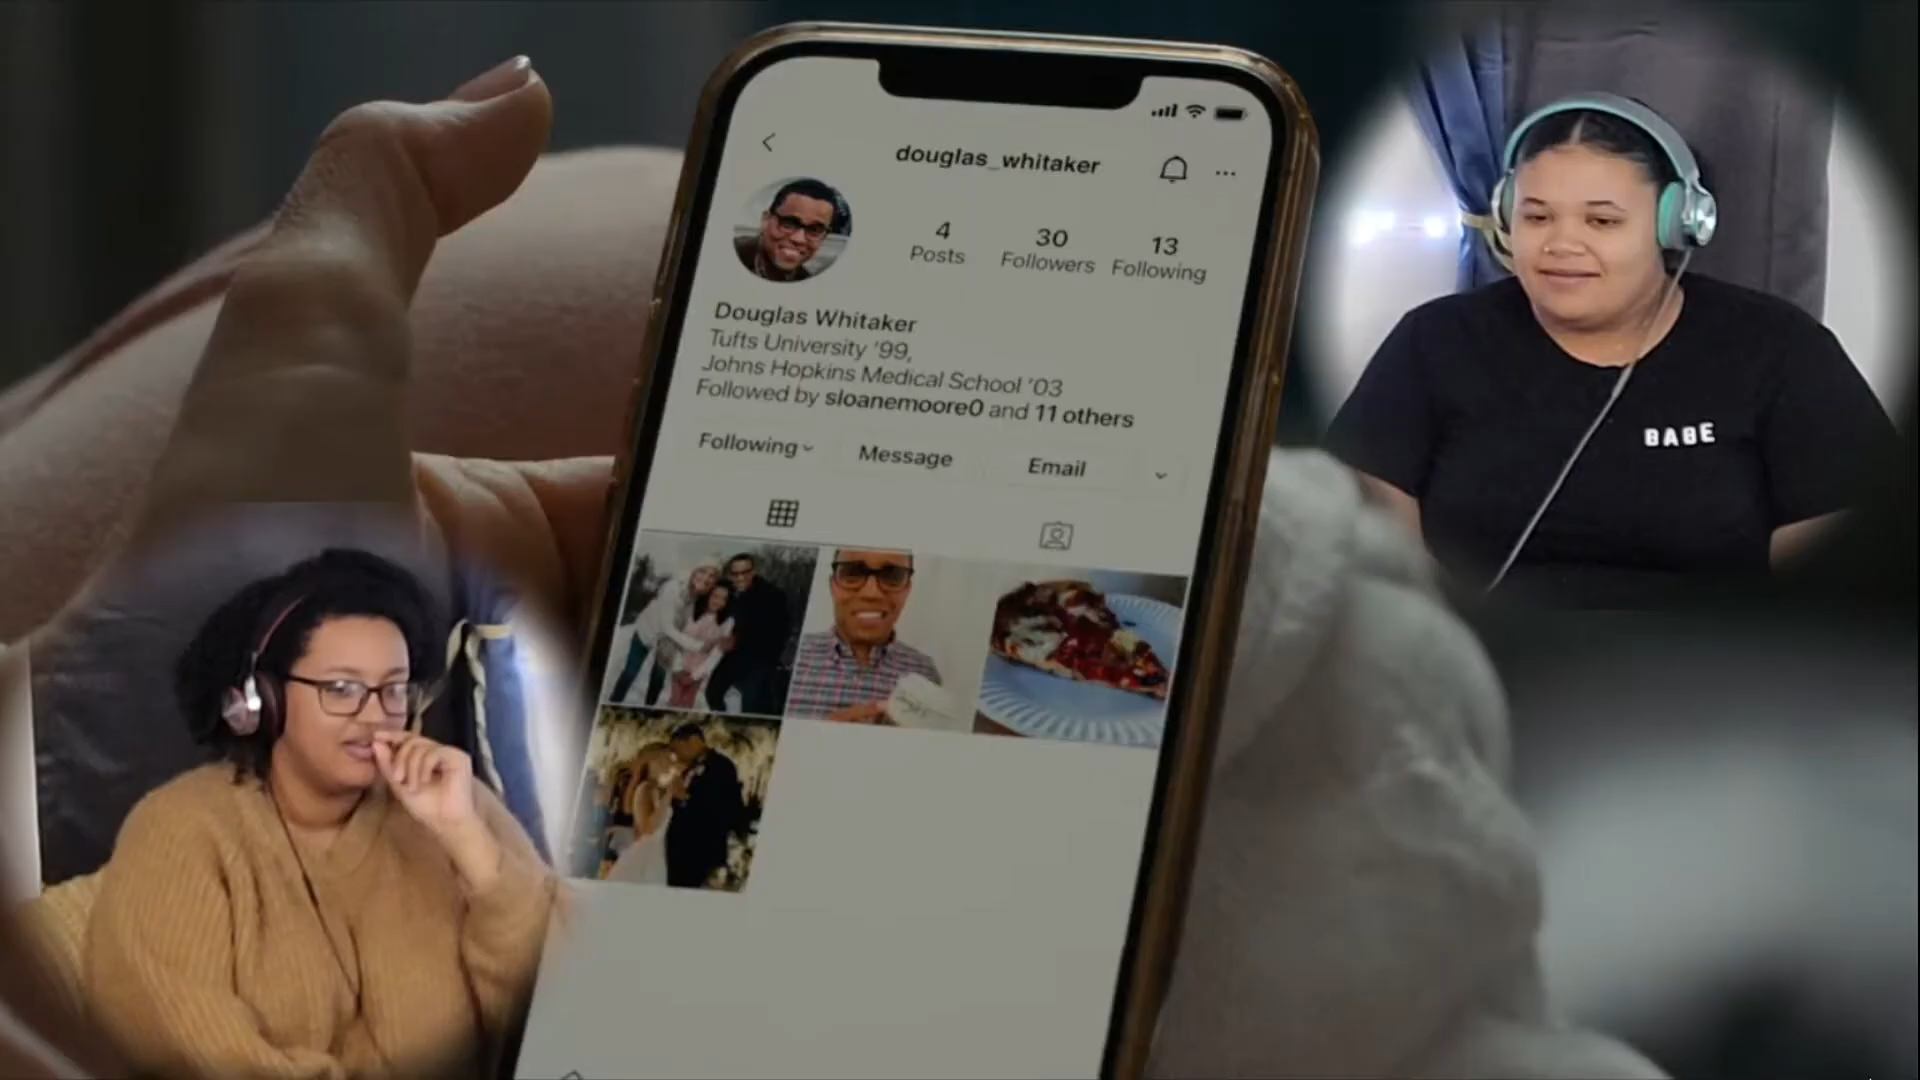 douglas_whitaker
4
Posts
30
Followers
13
Following
Douglas Whitaker
Tufts University '99,
Johns Hopkins Medical School '03
Followed by sloanemoore0 and 11 others
Following
Message
Email
BABE